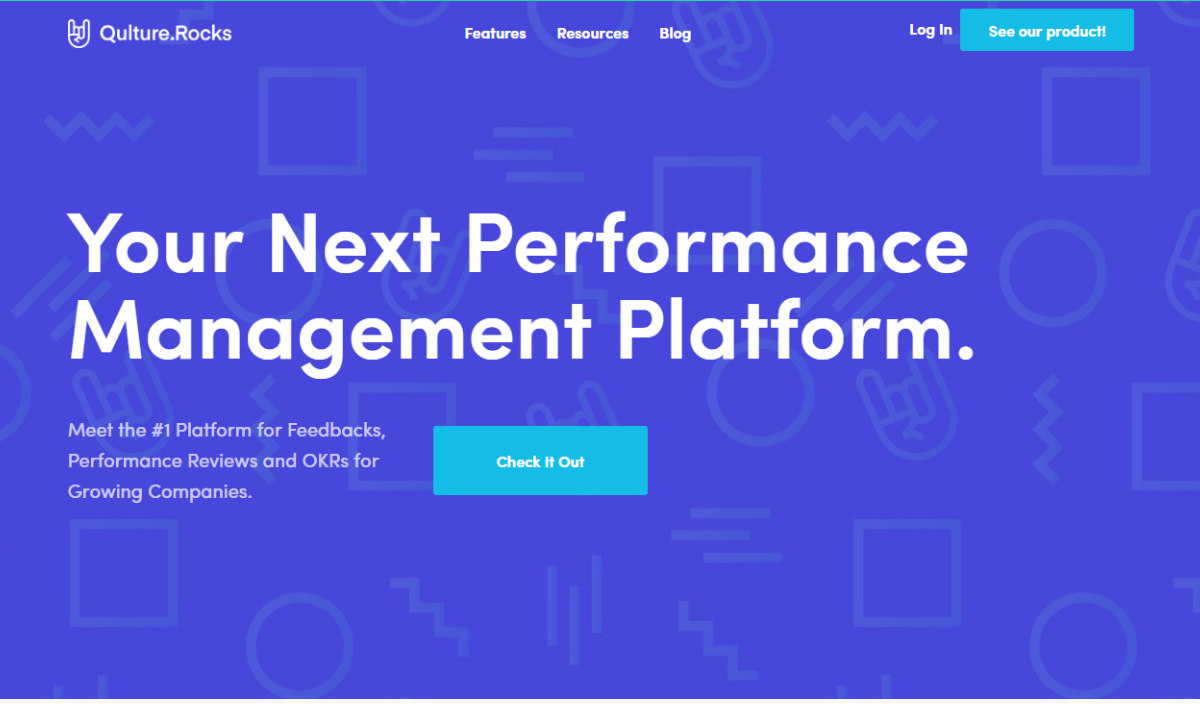 Qulture.Rocks
Features Resources Blog
Log In See our product!
Your Next Performance
Management Platform.
Meet the #1 Platform for Feedbacks,
Performance Reviews and OKRs for
Growing Companies.
Check It Out